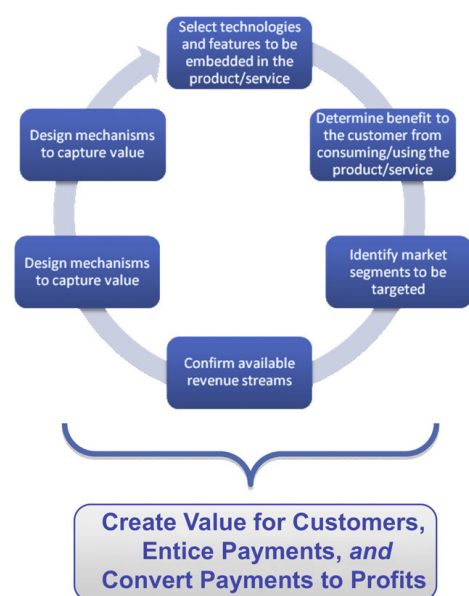 Select technologies
and features to be
embedded in the
product/service
Determine benefit to
the customer from
consuming/using the
product/service
Identify market
segments to be
targeted
Confirm available
revenue streams
Design mechanisms
to capture value
Design mechanisms
to capture value
Create Value for Customers,
Entice Payments, and
Convert Payments to Profits